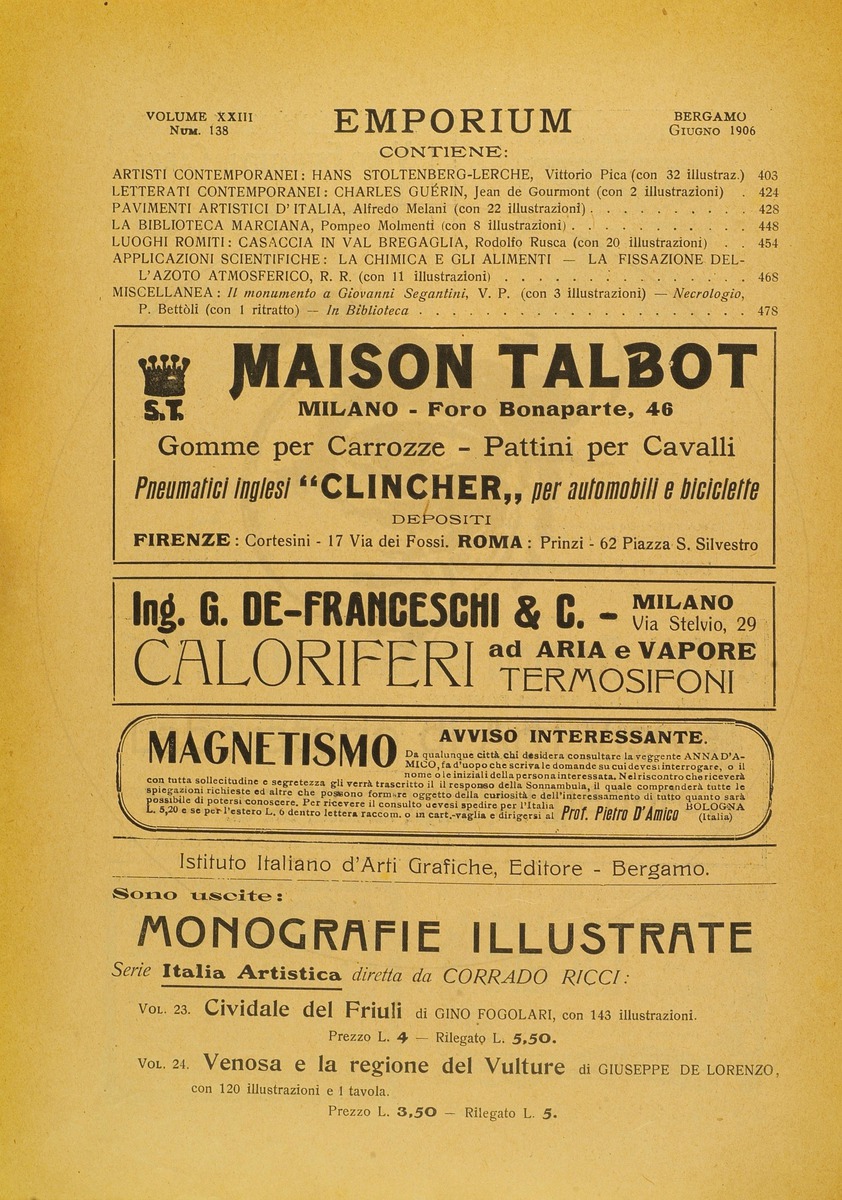 VOLUME XXIII
NUM. 138
EMPORIUM
BERGAMO
GIUGNO 1906
CONTIENE:
ARTISTI CONTEMPORANEI: HANS STOLTENBERG-LERCHE, Vittorio Pica (con 32 illustraz.) 403
LETTERATI CONTEMPORANEI: CHARLES GUÉRIN, Jean de Gourmont (con 2 illustrazioni) . 424
PAVIMENTI ARTISTICI D'ITALIA, Alfredo Melani (con 22 illustrazioni) . . . . . . . . . . 428
LA BIBLIOTECA MARCIANA, Pompeo Molmenti (con 8 illustrazioni) . . . . . . . . . . . 448
LUOGHI ROMITI: CASACCIA IN VAL BREGAGLIA, Rodolfo Rusca (con 20 illustrazioni) . . 454
APPLICAZIONI SCIENTIFICHE: LA CHIMICA E GLI ALIMENTI — LA FISSAZIONE DEL-
L'AZOTO ATMOSFERICO, R. R. (con 11 illustrazioni) . . . . . . . . . . . . . . . 468
MISCELLANEA: Il monumento a Giovanni Segantini, V. P. (con 3 illustrazioni) — Necrologio,
P. Bettòli (con 1 ritratto) — In Biblioteca . . . . . . . . . . . . . . . . . . . . 478
S.T.
MAISON TALBOT
MILANO - Foro Bonaparte, 46
Gomme per Carrozze - Pattini per Cavalli
Pneumatici Inglesi “CLINCHER„ per automobili e biciclette
DEPOSITI
FIRENZE: Cortesini - 17 Via dei Fossi. ROMA: Prinzi - 62 Piazza S. Silvestro
Ing. G. DE-FRANCESCHI & C. - MILANO
Via Stelvio, 29
CALORIFERI ad ARIA e VAPORE
TERMOSIFONI
MAGNETISMO
AVVISO INTERESSANTE.
Da qualunque città chi desidera consultare la veggente ANNA D'A-
MICO, fa d'uopo che scriva le domande su cui devesi interrogare, o il
nome o le iniziali della persona interessata. Nel riscontro che riceverà
con tutta sollecitudine e segretezza gli verrà trascritto il il responso della Sonnambula, il quale comprenderà tutte le
spiegazioni richieste ed altre che possono formare oggetto della curiosità e dell'interessamento di tutto quanto sarà
possibile di potersi conoscere. Per ricevere il consulto devesi spedire per l'Italia
L. 5,20 e se per l'estero L. 6 dentro lettera raccom. o in cart.-vaglia e dirigersi al Prof. Pietro D'Amico BOLOGNA
(Italia)
Istituto Italiano d'Arti Grafiche, Editore - Bergamo.
Sono uscite:
MONOGRAFIE ILLUSTRATE
Serie Italia Artistica diretta da CORRADO RICCI:
VOL. 23. Cividale del Friuli di GINO FOGOLARI, con 143 illustrazioni.
Prezzo L. 4 — Rilegato L. 5,50.
VOL. 24. Venosa e la regione del Vulture di GIUSEPPE DE LORENZO,
con 120 illustrazioni e 1 tavola.
Prezzo L. 3,50 — Rilegato L. 5.